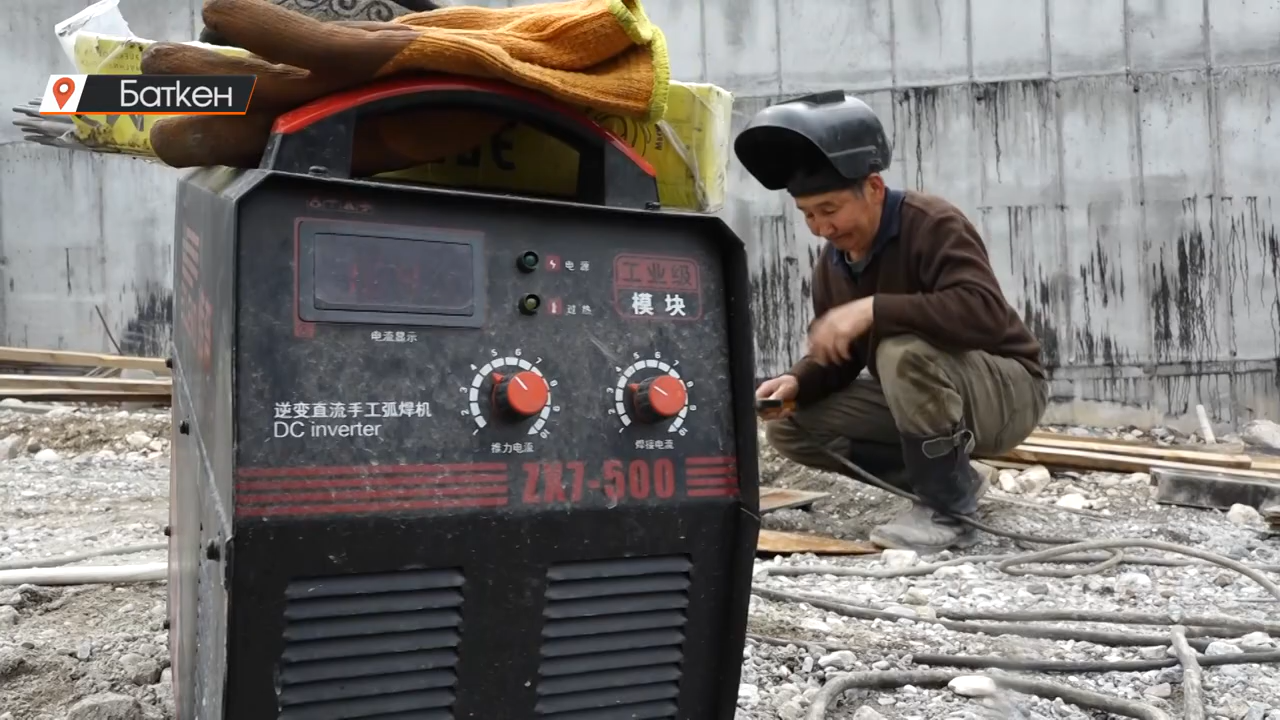 Баткен
电源
工业级
过热
模块
电流显示
逆变直流手工弧焊机
DC inverter
推力电流
焊接电流
ZX7-500